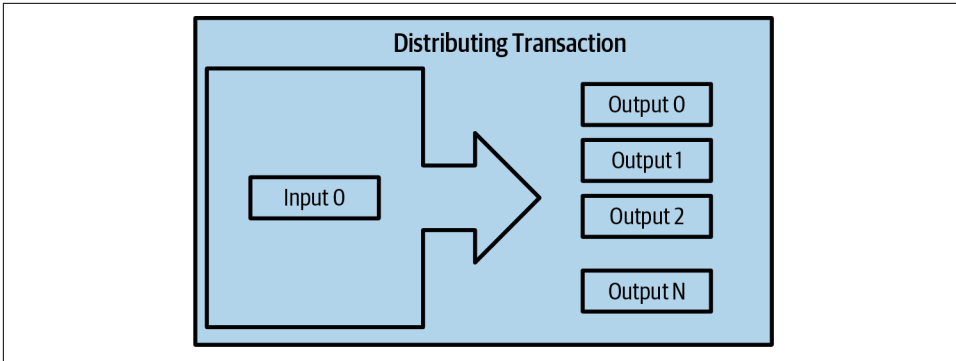 Distributing Transaction
Input 0
Output 0
Output 1
Output 2
Output N